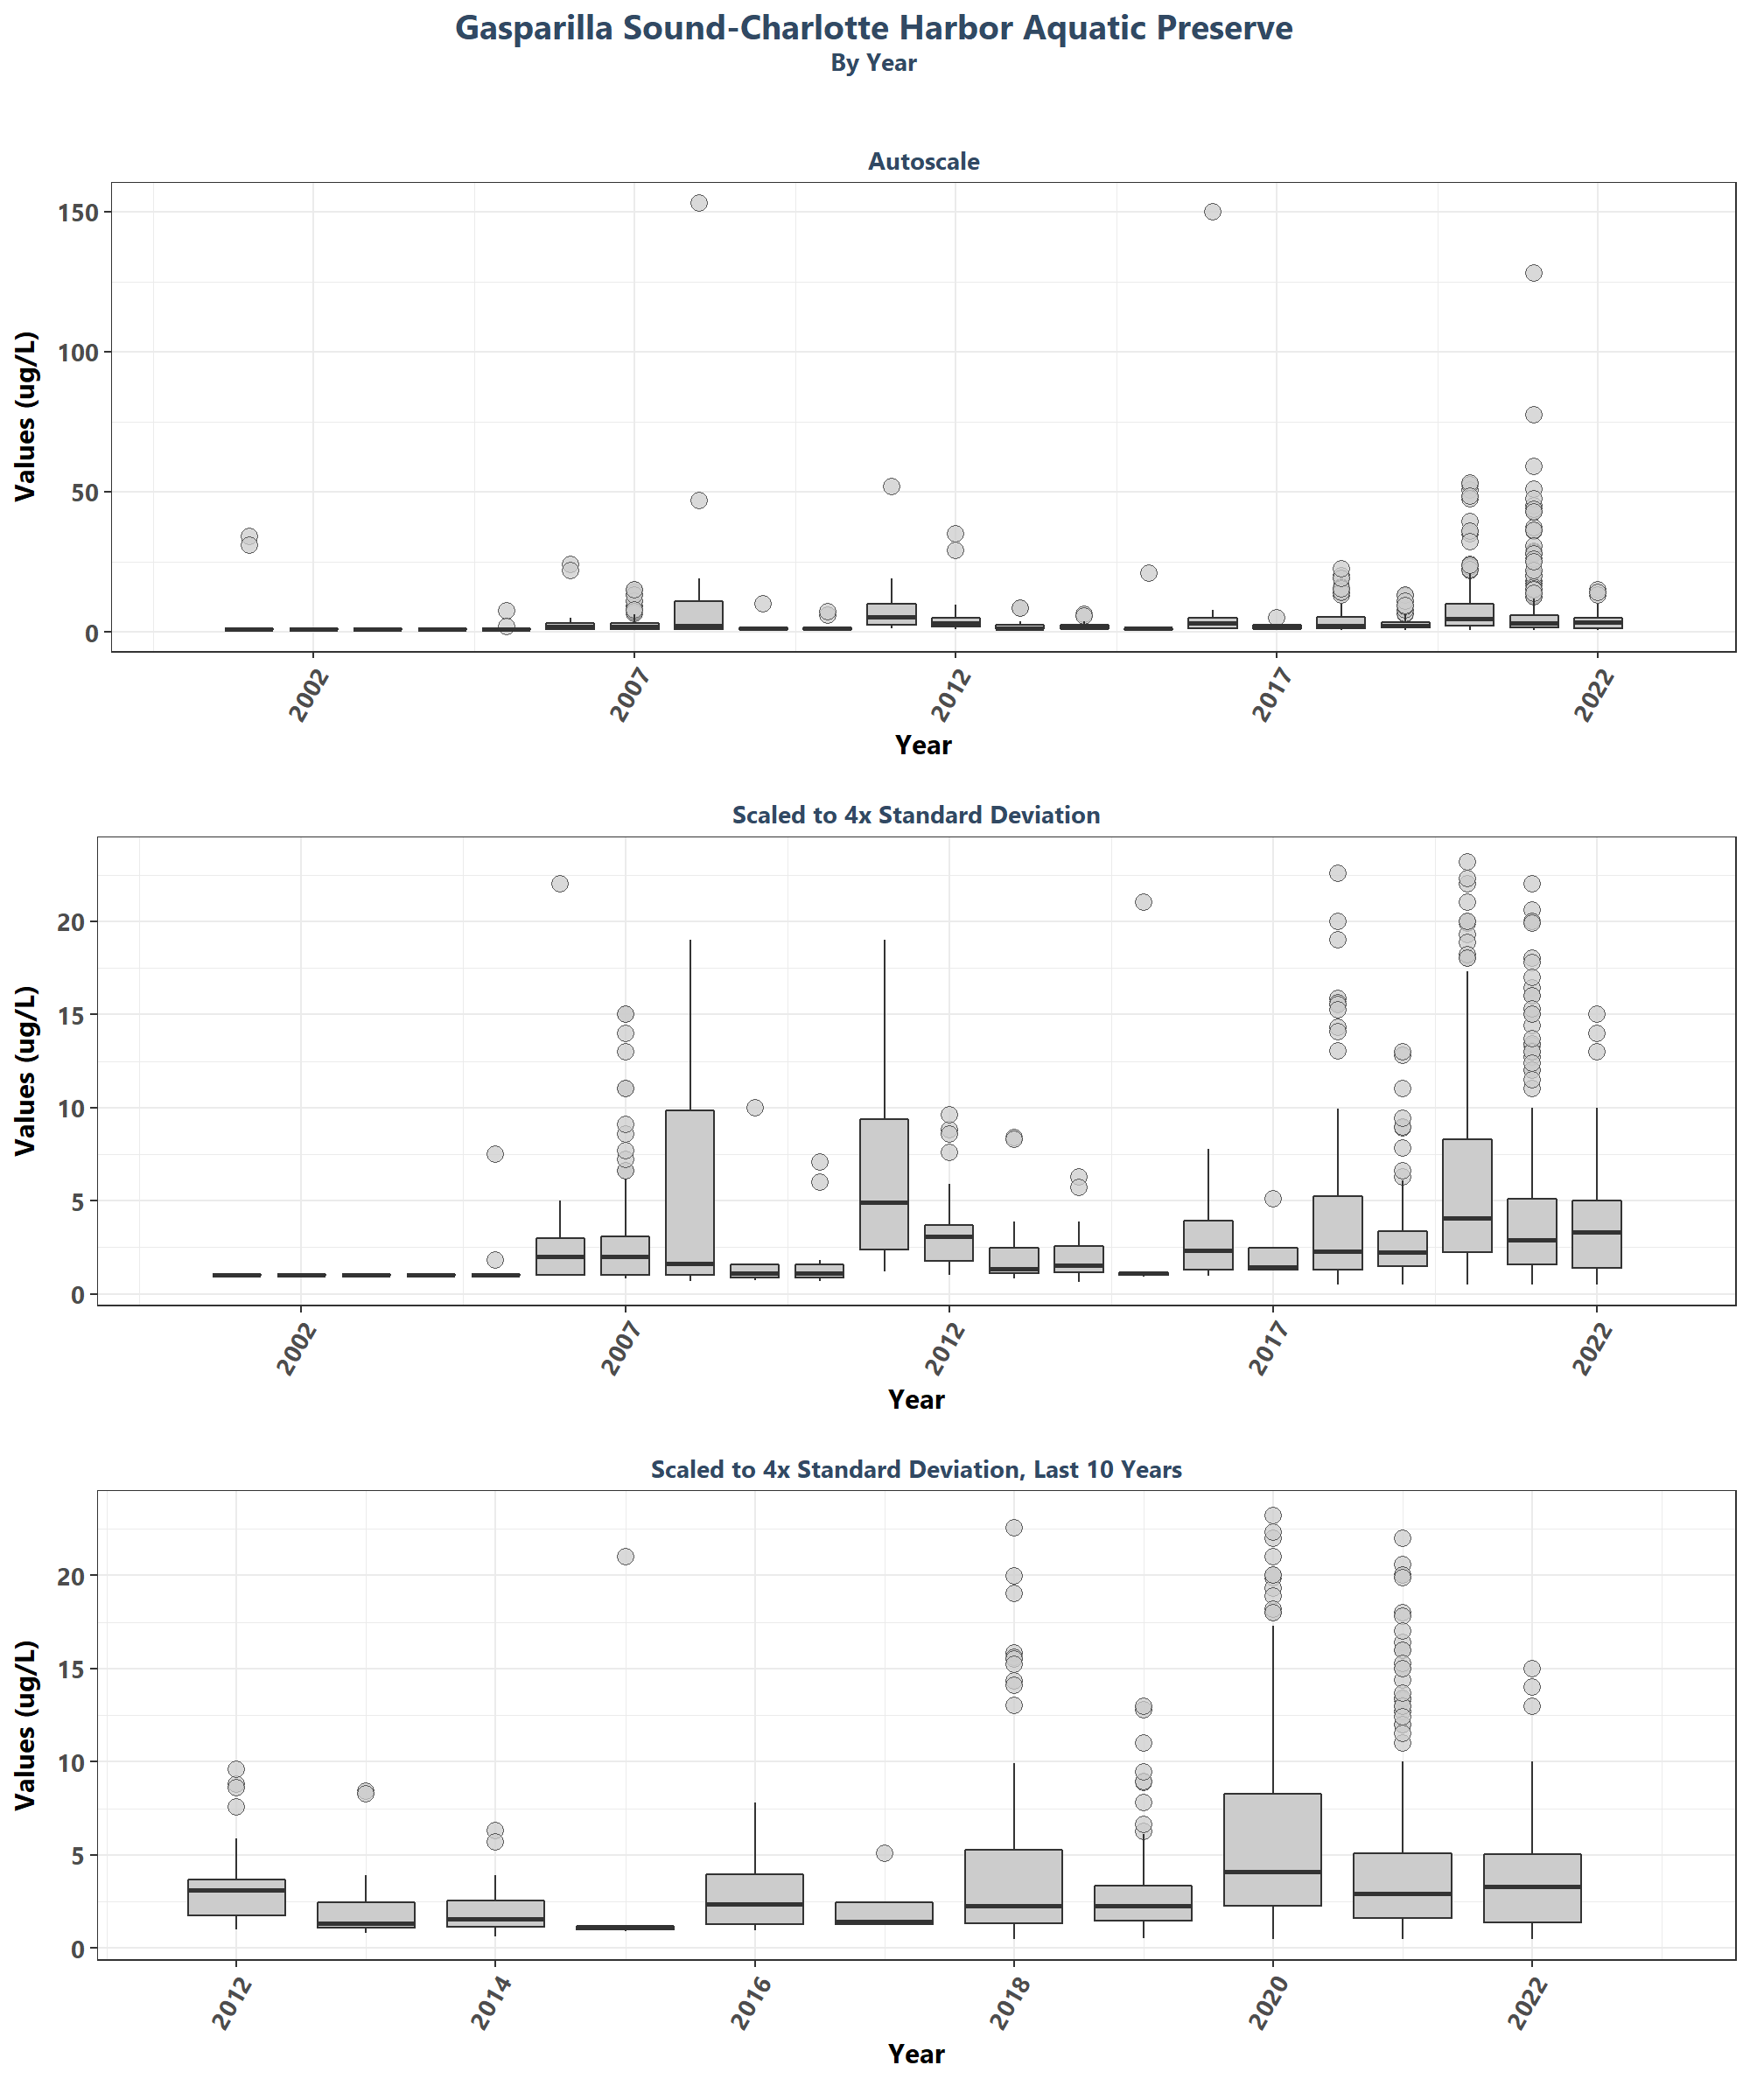 Gasparilla Sound-Charlotte Harbor Aquatic Preserve
By Year
Autoscale
Values (ug/L)
150
100
50
0
2002
2007
2012
2017
2022
Year
Scaled to 4x Standard Deviation
Values (ug/L)
20
15
10
5
0
2002
2007
2012
2017
2022
Year
Scaled to 4x Standard Deviation, Last 10 Years
Values (ug/L)
20
15
10
5
0
2012
2014
2016
2018
2020
2022
Year